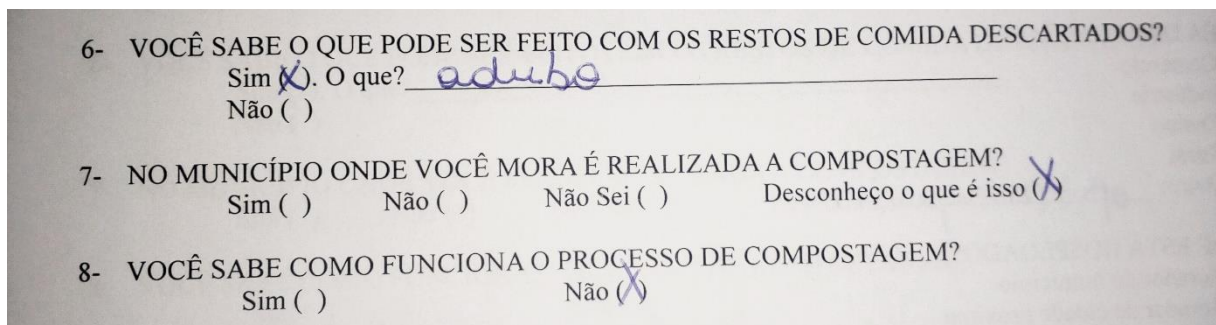 6- VOCÊ SABE O QUE PODE SER FEITO COM OS RESTOS DE COMIDA DESCARTADOS?
Sim (X). O que? adubo
Não ( )
7- NO MUNICÍPIO ONDE VOCÊ MORA É REALIZADA A COMPOSTAGEM?
Sim ( ) Não ( ) Não Sei ( ) Desconheço o que é isso (X)
8- VOCÊ SABE COMO FUNCIONA O PROCESSO DE COMPOSTAGEM?
Sim ( ) Não (X)